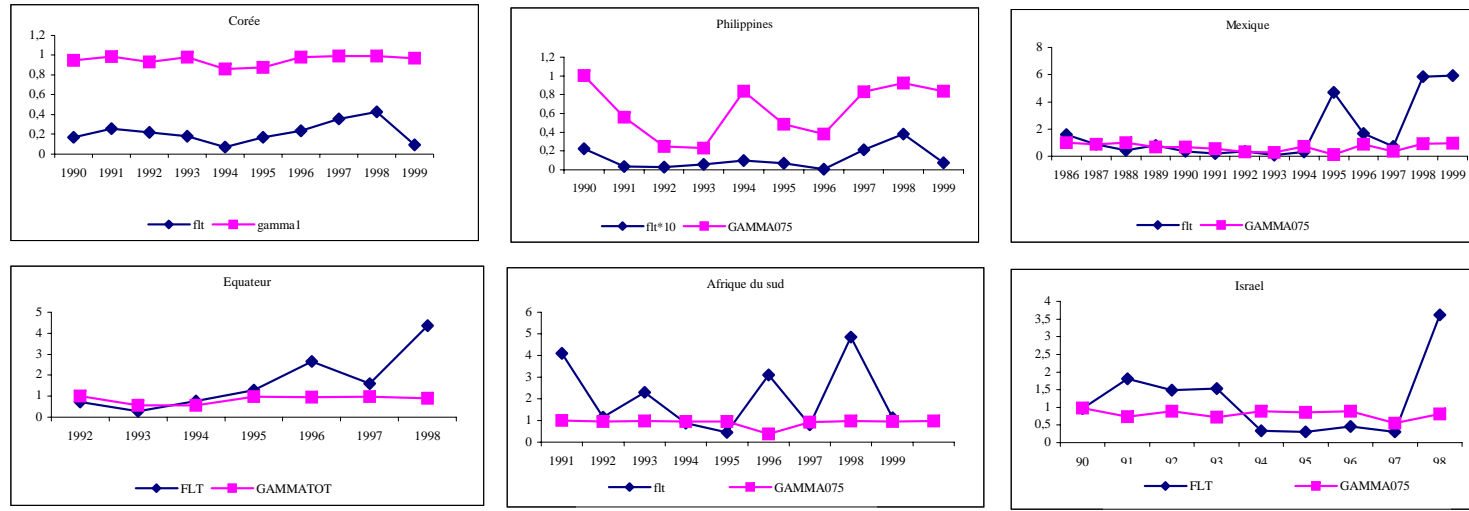 Corée
1,2
1
0,8
0,6
0,4
0,2
0
1990 1991 1992 1993 1994 1995 1996 1997 1998 1999
flt gamma1
Philippines
1,2
1
0,8
0,6
0,4
0,2
0
1990 1991 1992 1993 1994 1995 1996 1997 1998 1999
flt*10 GAMMA075
Mexique
8
6
4
2
0
1986 1987 1988 1989 1990 1991 1992 1993 1994 1995 1996 1997 1998 1999
flt GAMMA075
Equateur
5
4
3
2
1
0
1992 1993 1994 1995 1996 1997 1998
FLT GAMMATOT
Afrique du sud
6
5
4
3
2
1
0
1991 1992 1993 1994 1995 1996 1997 1998 1999
flt GAMMA075
Israel
4
3,5
3
2,5
2
1,5
1
0,5
0
90 91 92 93 94 95 96 97 98
FLT GAMMA075